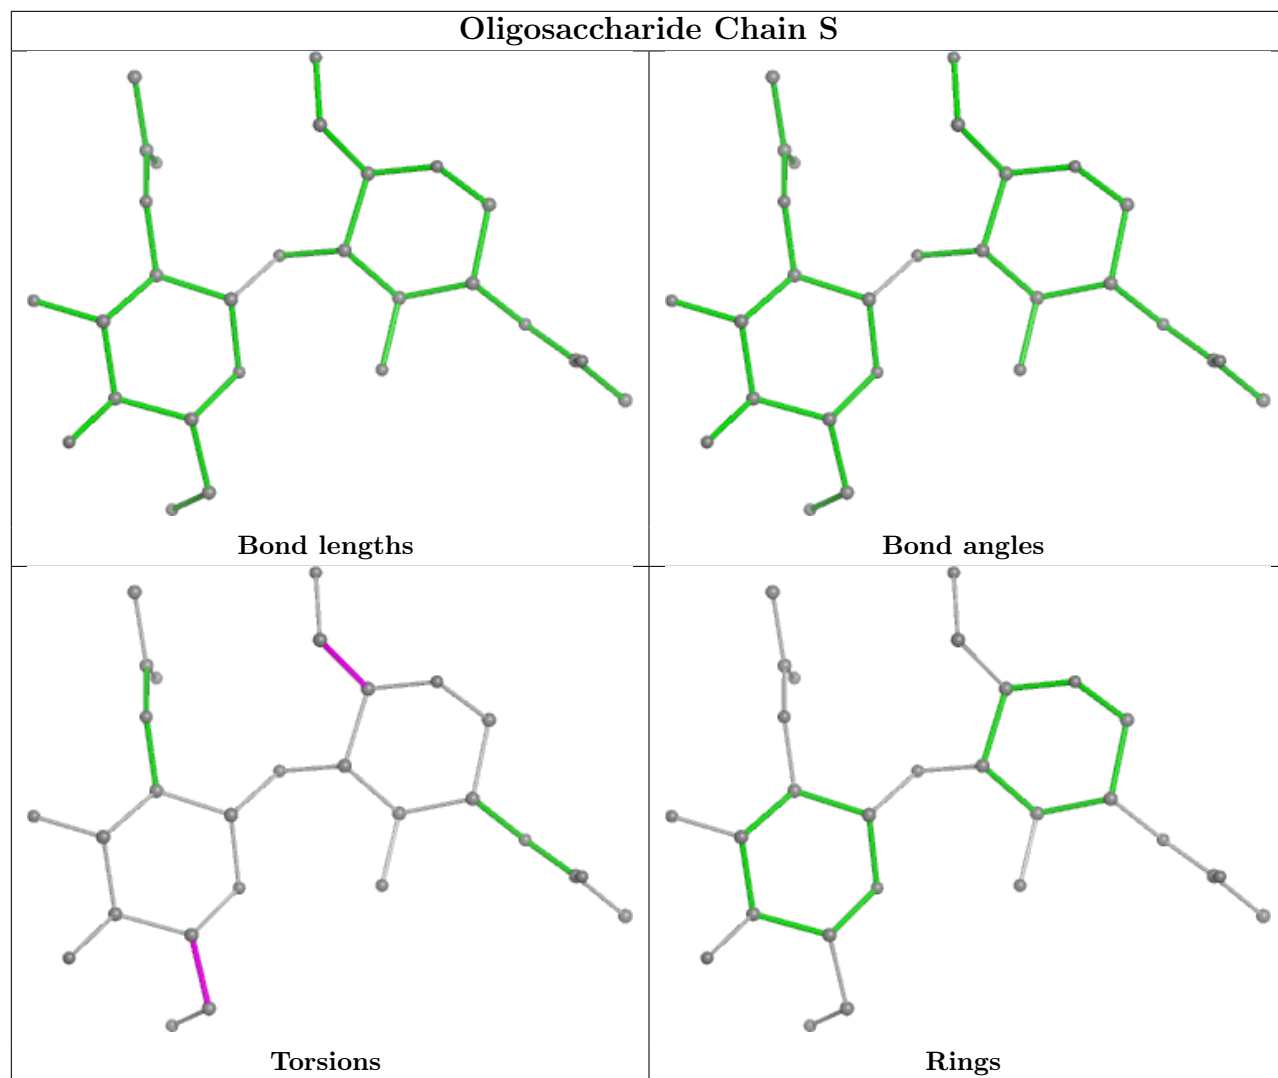 Oligosaccharide Chain S
Bond lengths
Bond angles
Torsions
Rings